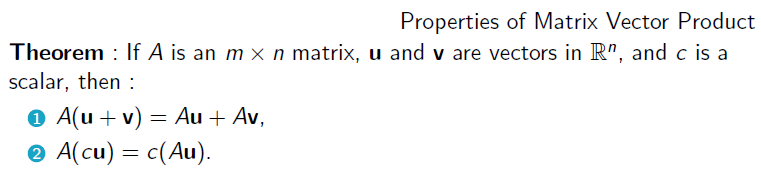 Properties of Matrix Vector Product
Theorem : If A is an m × n matrix, u and v are vectors in ℝⁿ, and c is a
scalar, then :
1 A(u + v) = Au + Av,
2 A(cu) = c(Au).